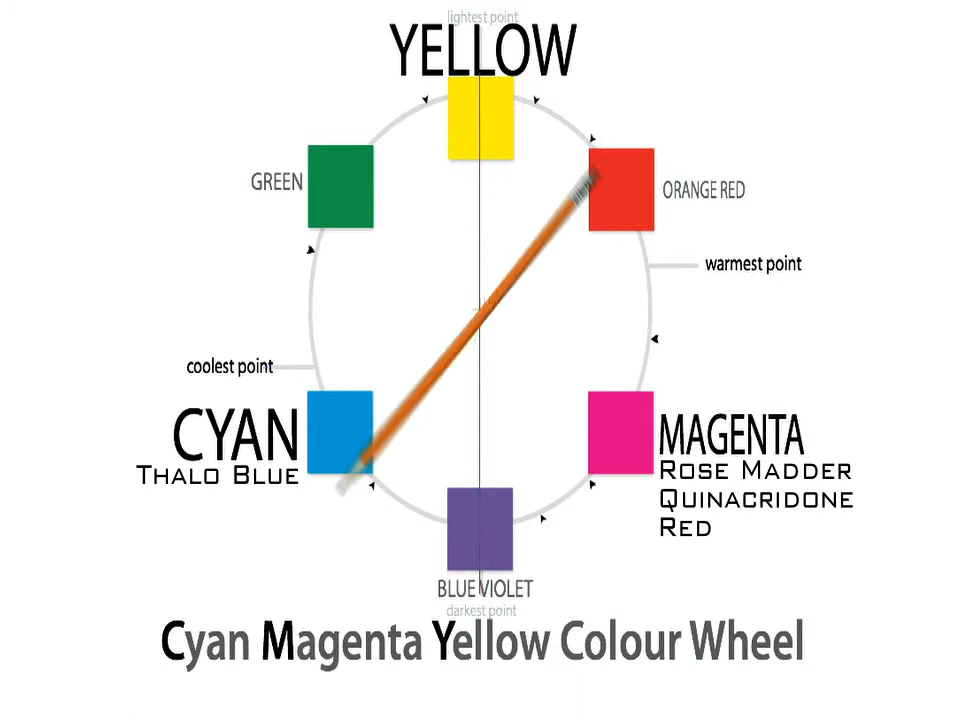 lightest point
YELLOW
GREEN
ORANGE RED
warmest point
coolest point
CYAN
THALO BLUE
MAGENTA
ROSE MADDER
QUINACRIDONE
RED
BLUE VIOLET
darkest point
Cyan Magenta Yellow Colour Wheel